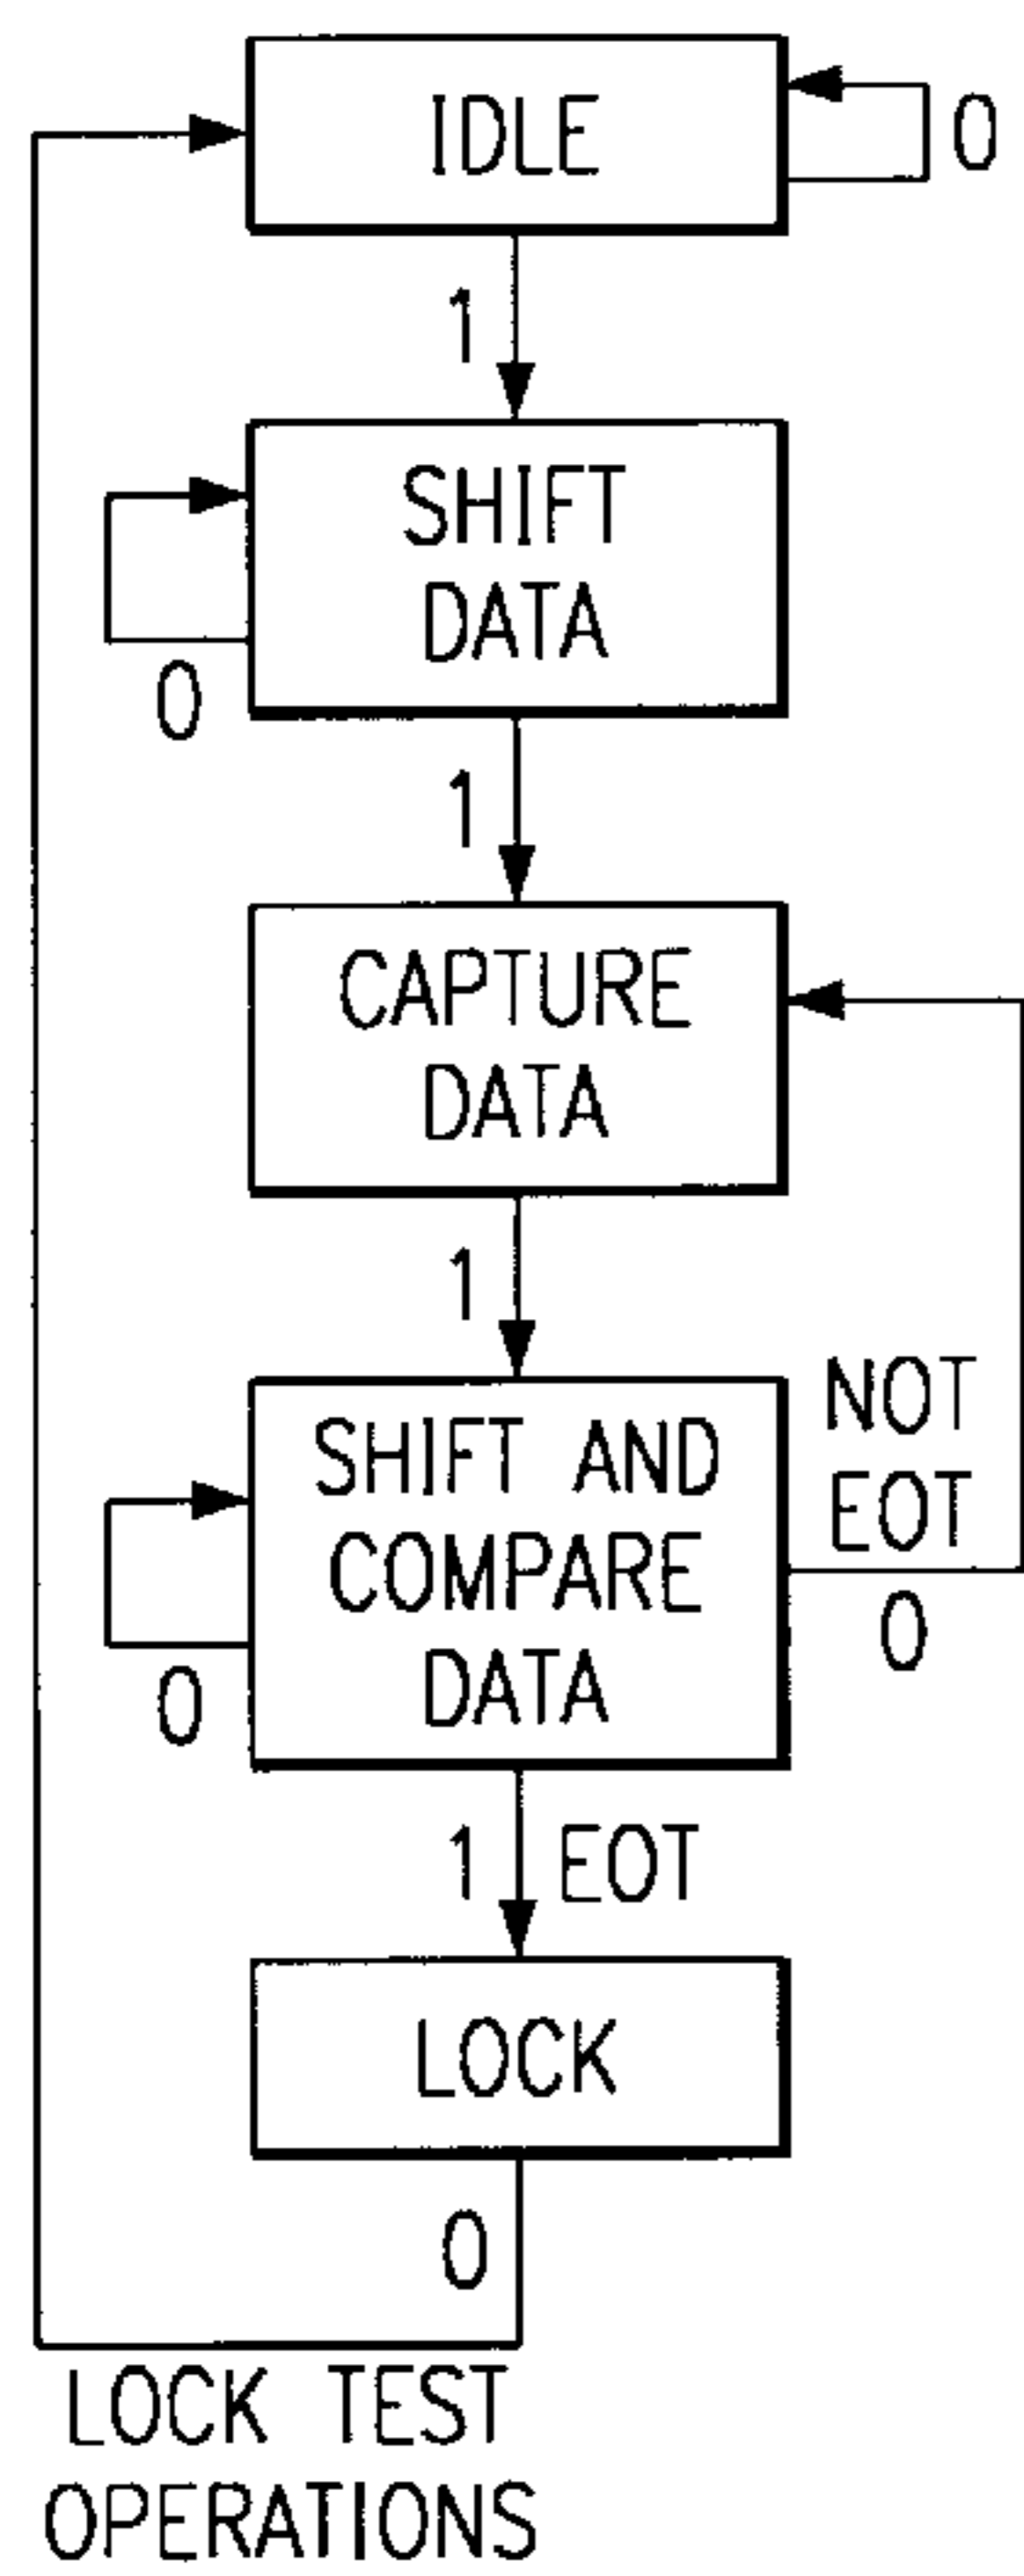 IDLE
0
1
SHIFT
DATA
0
1
CAPTURE
DATA
1
SHIFT AND
COMPARE
DATA
NOT
EOT
0
0
1 EOT
LOCK
0
LOCK TEST
OPERATIONS